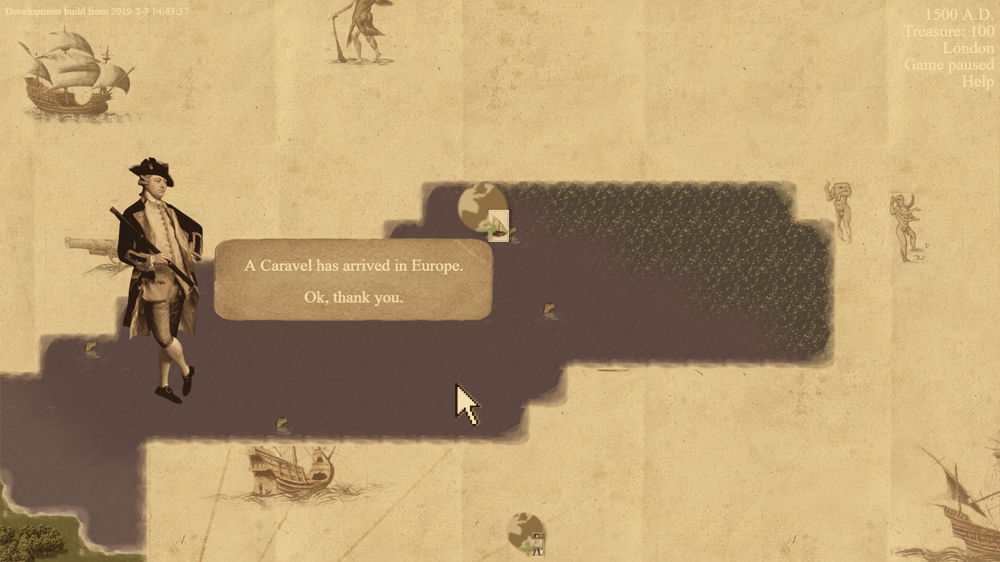 Development build from 2019-7-7 14:43:37
1500 A.D.
Treasure: 100
London
Game paused
Help
A Caravel has arrived in Europe.
Ok, thank you.